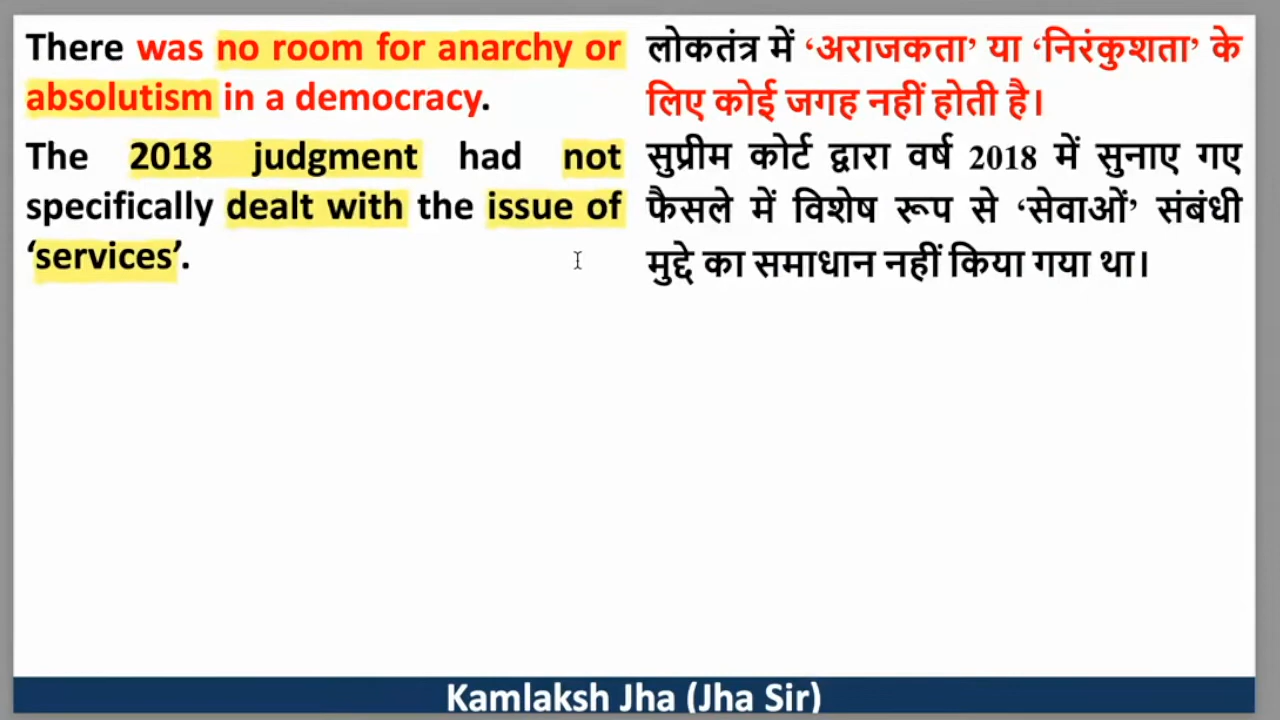 There was no room for anarchy or
absolutism in a democracy.
The 2018 judgment had not
specifically dealt with the issue of
‘services’.
लोकतंत्र में ‘अराजकता’ या ‘निरंकुशता’ के
लिए कोई जगह नहीं होती है।
सुप्रीम कोर्ट द्वारा वर्ष 2018 में सुनाए गए
फैसले में विशेष रूप से ‘सेवाओं’ संबंधी
मुद्दे का समाधान नहीं किया गया था।
Kamlaksh Jha (Jha Sir)